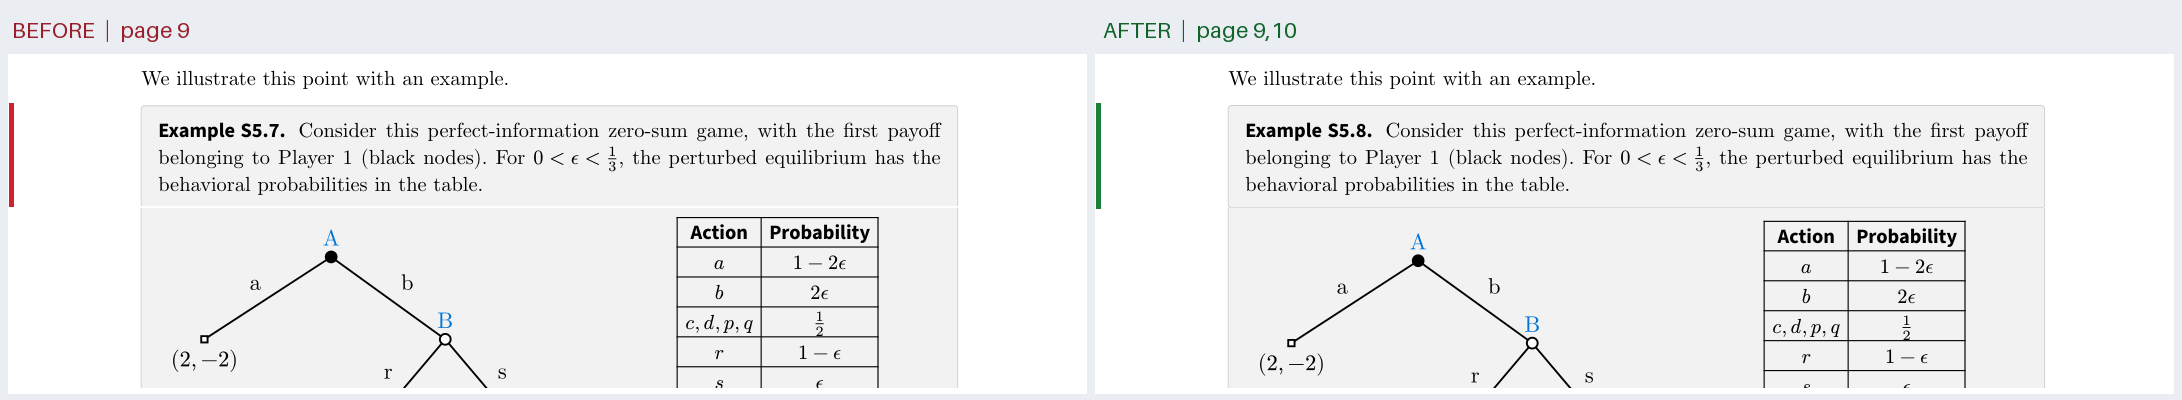 BEFORE | page 9
We illustrate this point with an example.
Example S5.7. Consider this perfect-information zero-sum game, with the first payoff
belonging to Player 1 (black nodes). For 0 < ϵ < 1/3, the perturbed equilibrium has the
behavioral probabilities in the table.
A
a
b
B
(2, −2)
r
s
Action Probability
a 1 − 2ϵ
b 2ϵ
c, d, p, q 1/2
r 1 − ϵ
s ϵ
AFTER | page 9,10
We illustrate this point with an example.
Example S5.8. Consider this perfect-information zero-sum game, with the first payoff
belonging to Player 1 (black nodes). For 0 < ϵ < 1/3, the perturbed equilibrium has the
behavioral probabilities in the table.
A
a
b
B
(2, −2)
r
s
Action Probability
a 1 − 2ϵ
b 2ϵ
c, d, p, q 1/2
r 1 − ϵ